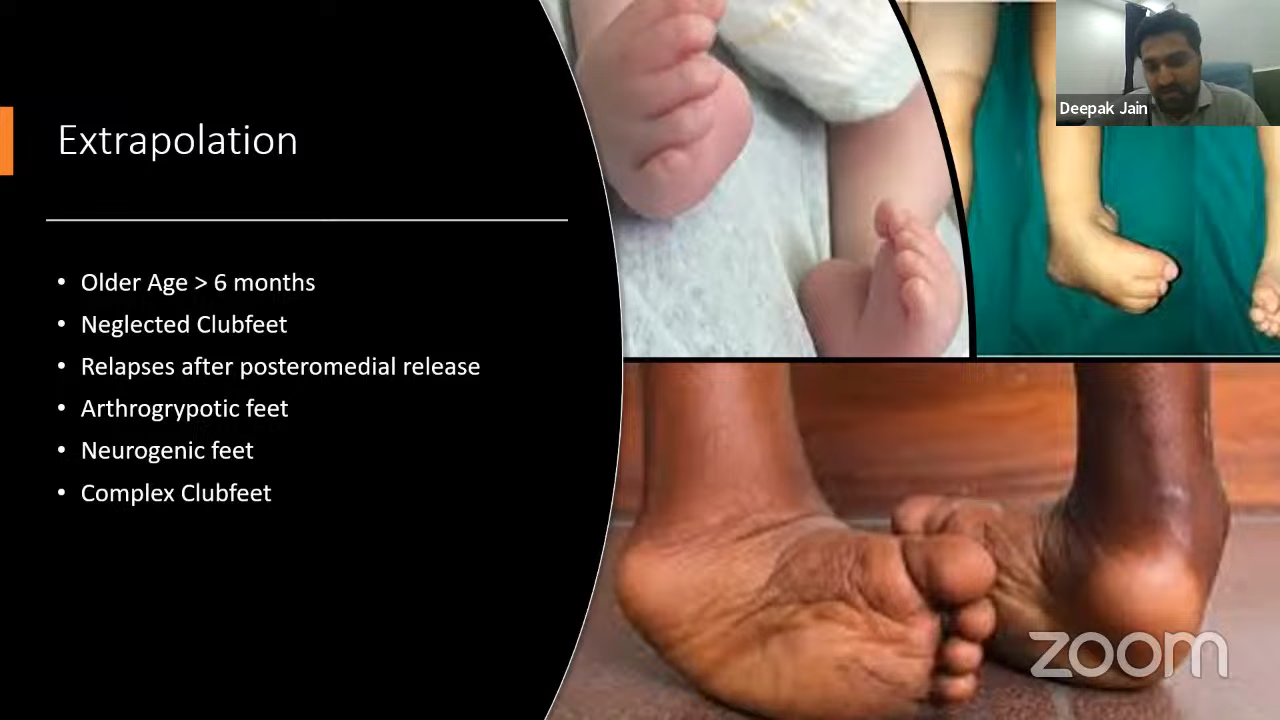 Deepak Jain
Extrapolation
• Older Age > 6 months
• Neglected Clubfeet
• Relapses after posteromedial release
• Arthrogrypotic feet
• Neurogenic feet
• Complex Clubfeet
zoom